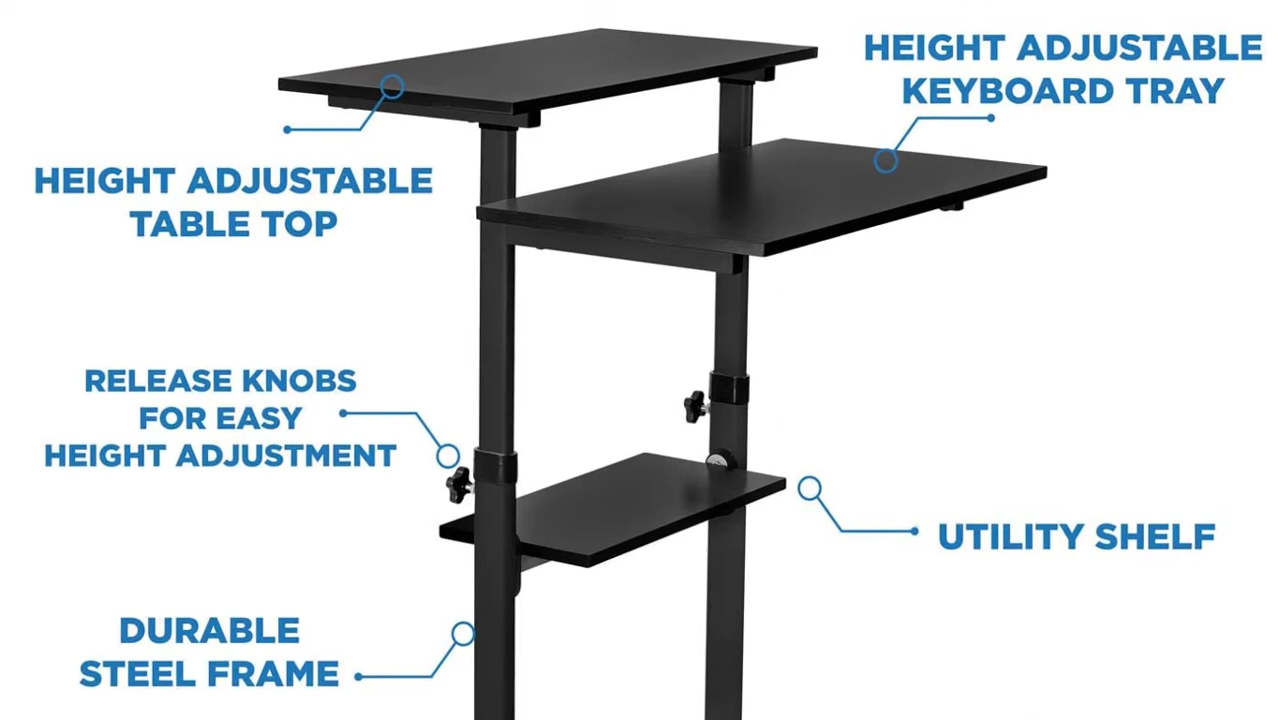 HEIGHT ADJUSTABLE
KEYBOARD TRAY
HEIGHT ADJUSTABLE
TABLE TOP
RELEASE KNOBS
FOR EASY
HEIGHT ADJUSTMENT
UTILITY SHELF
DURABLE
STEEL FRAME